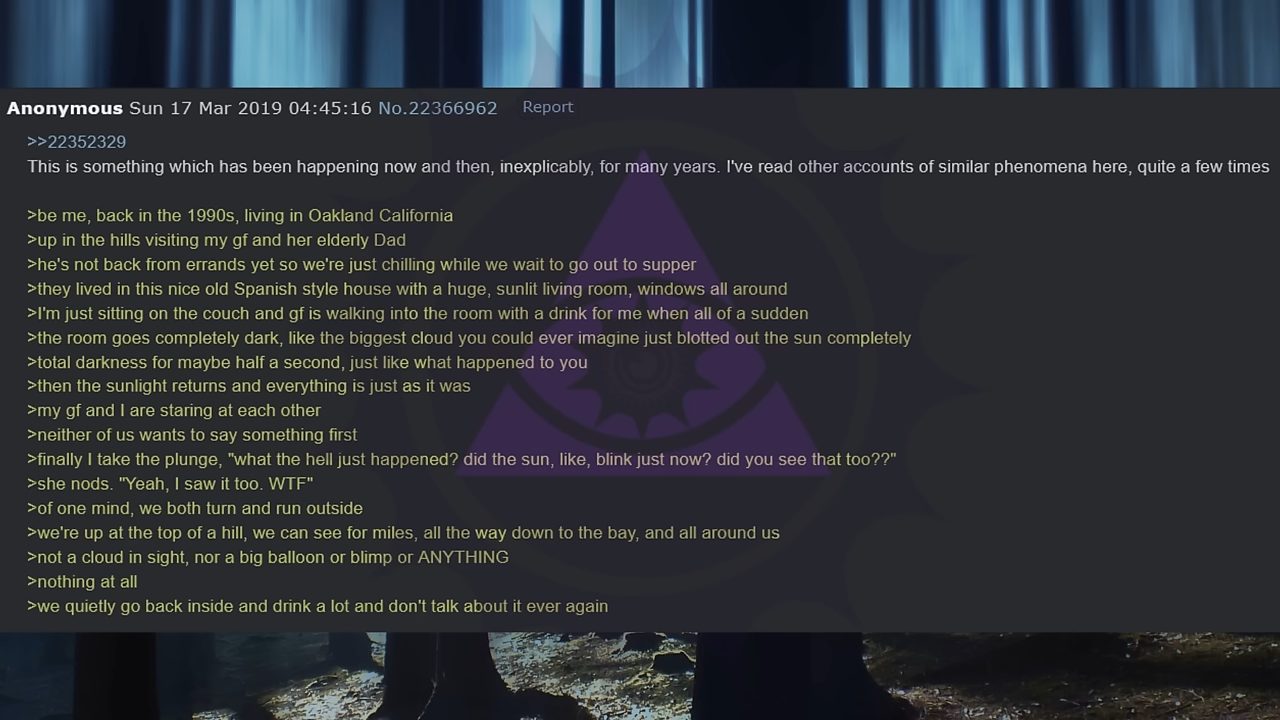 Anonymous Sun 17 Mar 2019 04:45:16 No.22366962 Report
>>22352329
This is something which has been happening now and then, inexplicably, for many years. I've read other accounts of similar phenomena here, quite a few times
>be me, back in the 1990s, living in Oakland California
>up in the hills visiting my gf and her elderly Dad
>he's not back from errands yet so we're just chilling while we wait to go out to supper
>they lived in this nice old Spanish style house with a huge, sunlit living room, windows all around
>I'm just sitting on the couch and gf is walking into the room with a drink for me when all of a sudden
>the room goes completely dark, like the biggest cloud you could ever imagine just blotted out the sun completely
>total darkness for maybe half a second, just like what happened to you
>then the sunlight returns and everything is just as it was
>my gf and I are staring at each other
>neither of us wants to say something first
>finally I take the plunge, "what the hell just happened? did the sun, like, blink just now? did you see that too??"
>she nods. "Yeah, I saw it too. WTF"
>of one mind, we both turn and run outside
>we're up at the top of a hill, we can see for miles, all the way down to the bay, and all around us
>not a cloud in sight, nor a big balloon or blimp or ANYTHING
>nothing at all
>we quietly go back inside and drink a lot and don't talk about it ever again